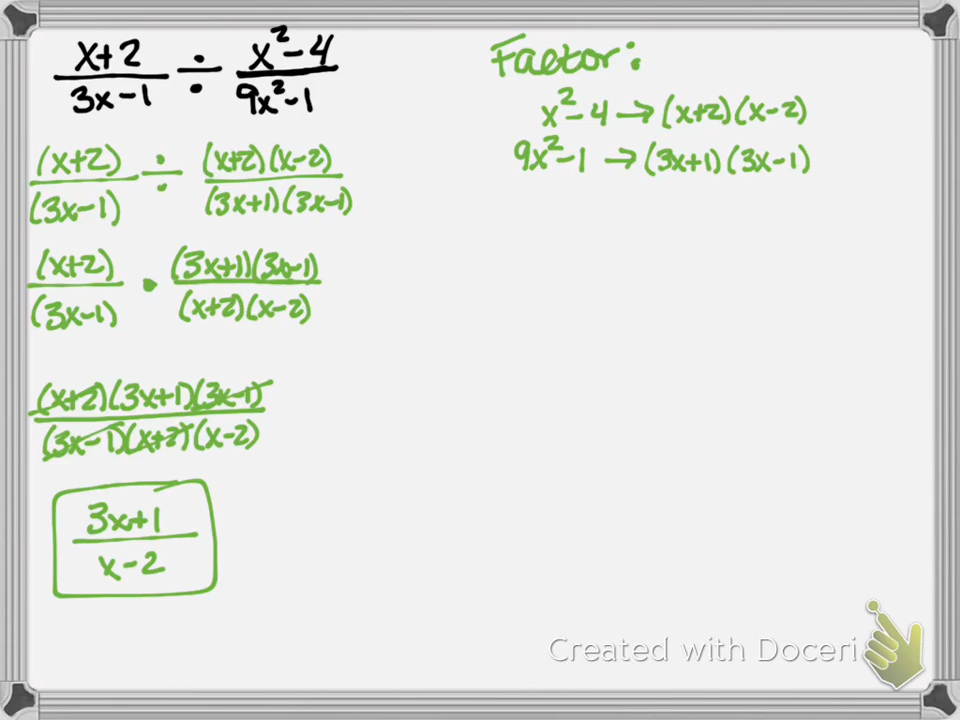 x+2 / 3x-1 ÷ x²-4 / 9x²-1
(x+2) / (3x-1) ÷ (x+2)(x-2) / (3x+1)(3x-1)
(x+2) / (3x-1) • (3x+1)(3x-1) / (x+2)(x-2)
(x+2)(3x+1)(3x-1) / (3x-1)(x+2)(x-2)
3x+1 / x-2
Factor:
x²-4 → (x+2)(x-2)
9x²-1 → (3x+1)(3x-1)
Created with Doceri